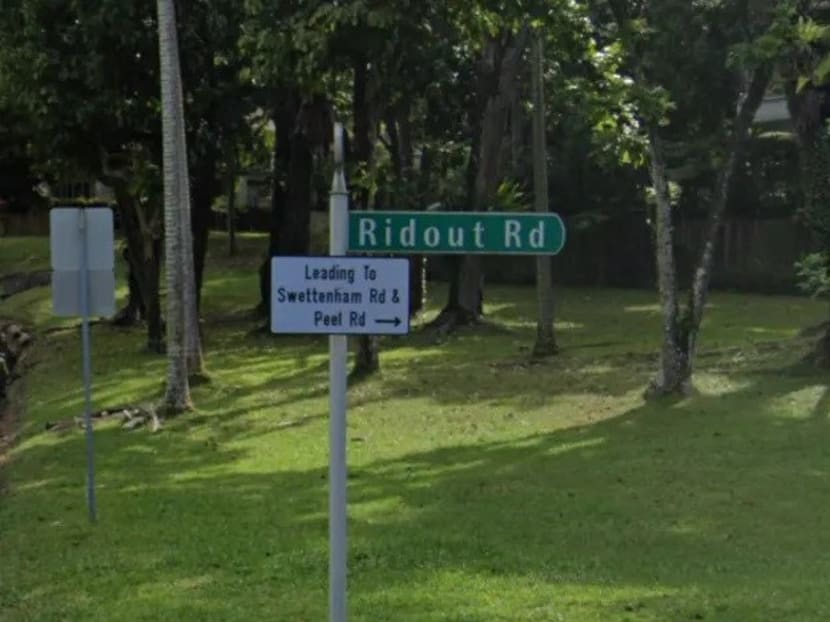 Ridout Rd
Leading To
Swettenham Rd &
Peel Rd →